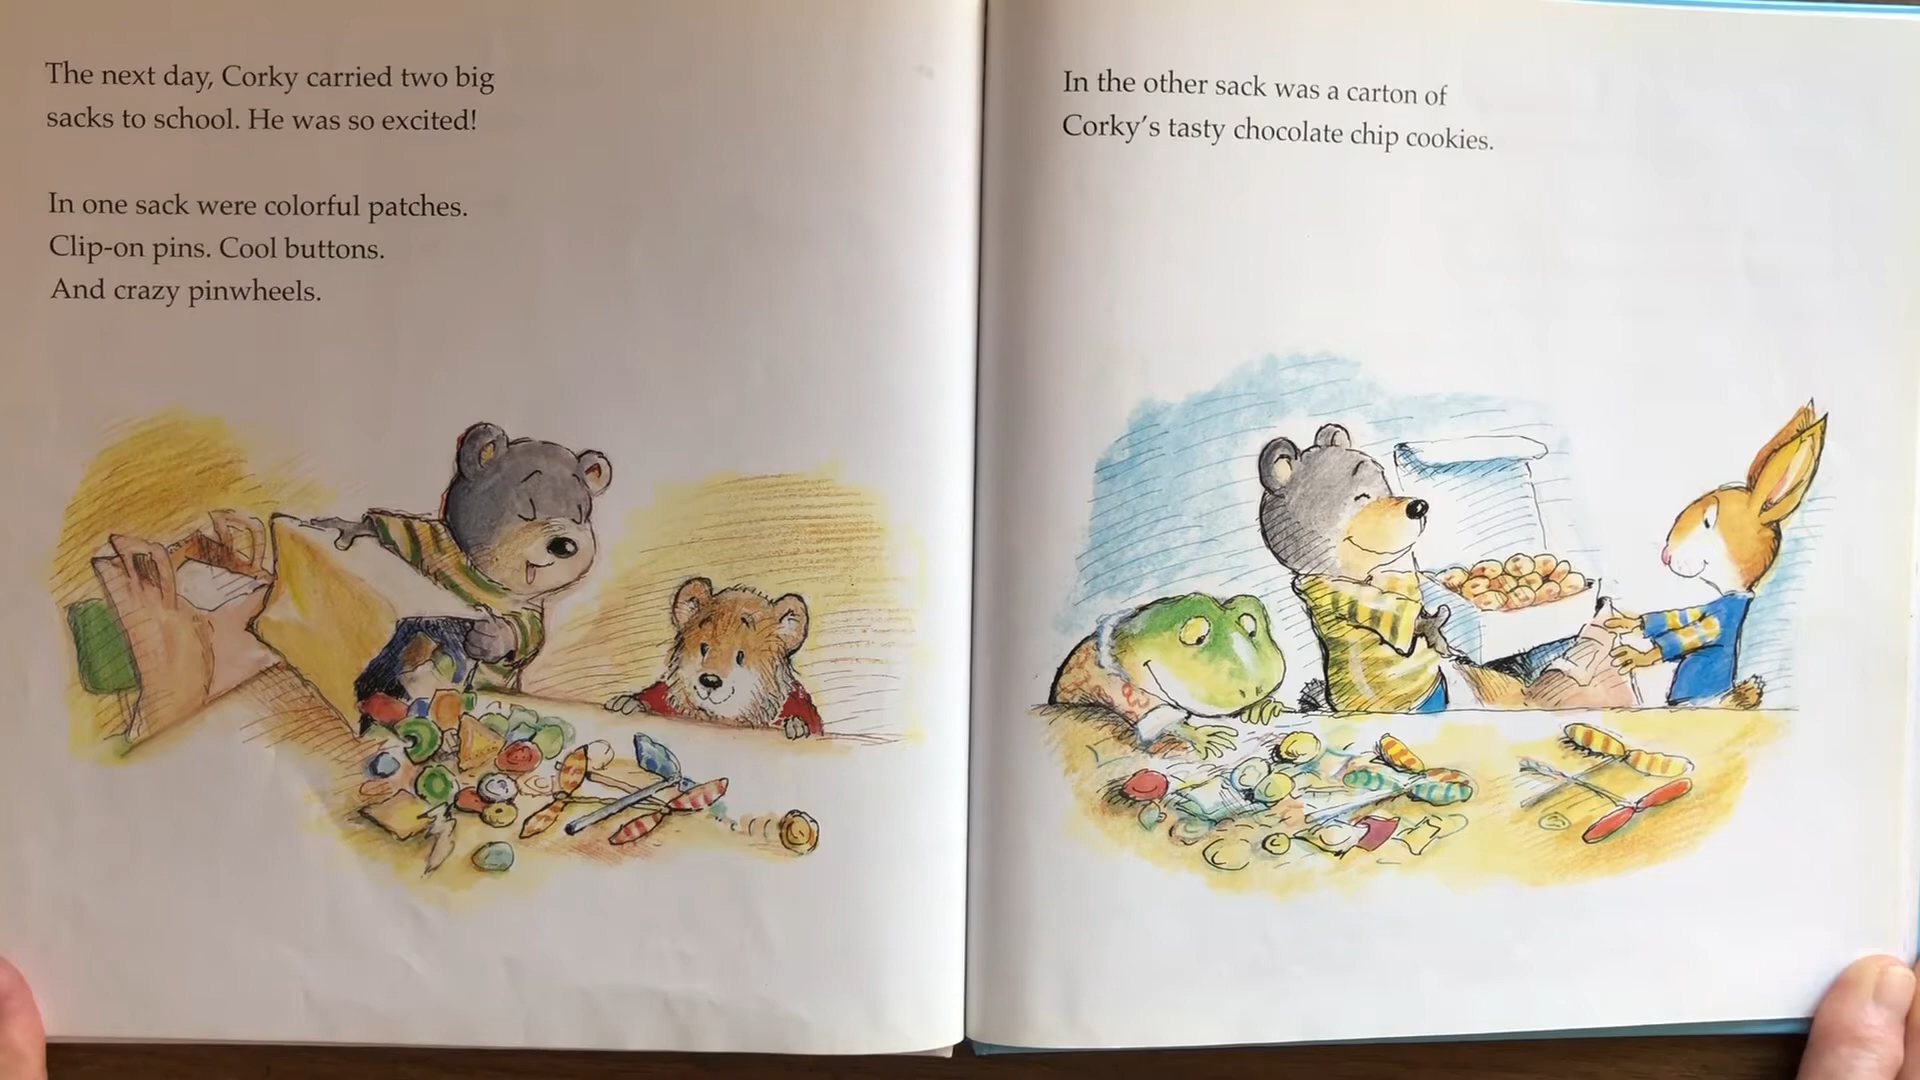 The next day, Corky carried two big
sacks to school. He was so excited!
In one sack were colorful patches.
Clip-on pins. Cool buttons.
And crazy pinwheels.
In the other sack was a carton of
Corky's tasty chocolate chip cookies.